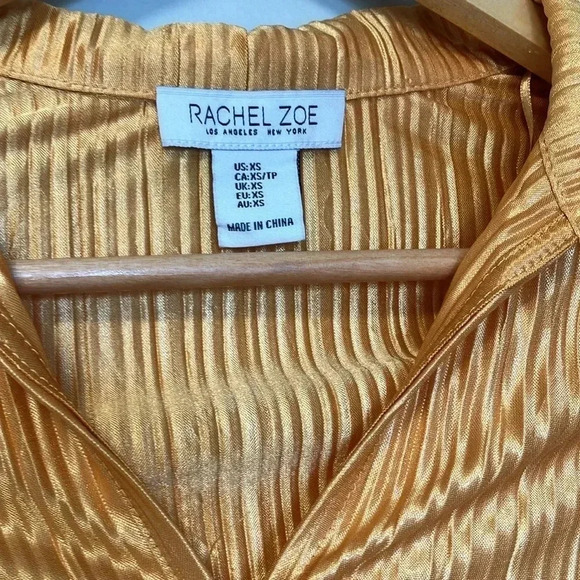 RACHEL ZOE
LOS ANGELES NEW YORK
US:XS
CA:XS/TP
UK:XS
EU:XS
AU:XS
MADE IN CHINA